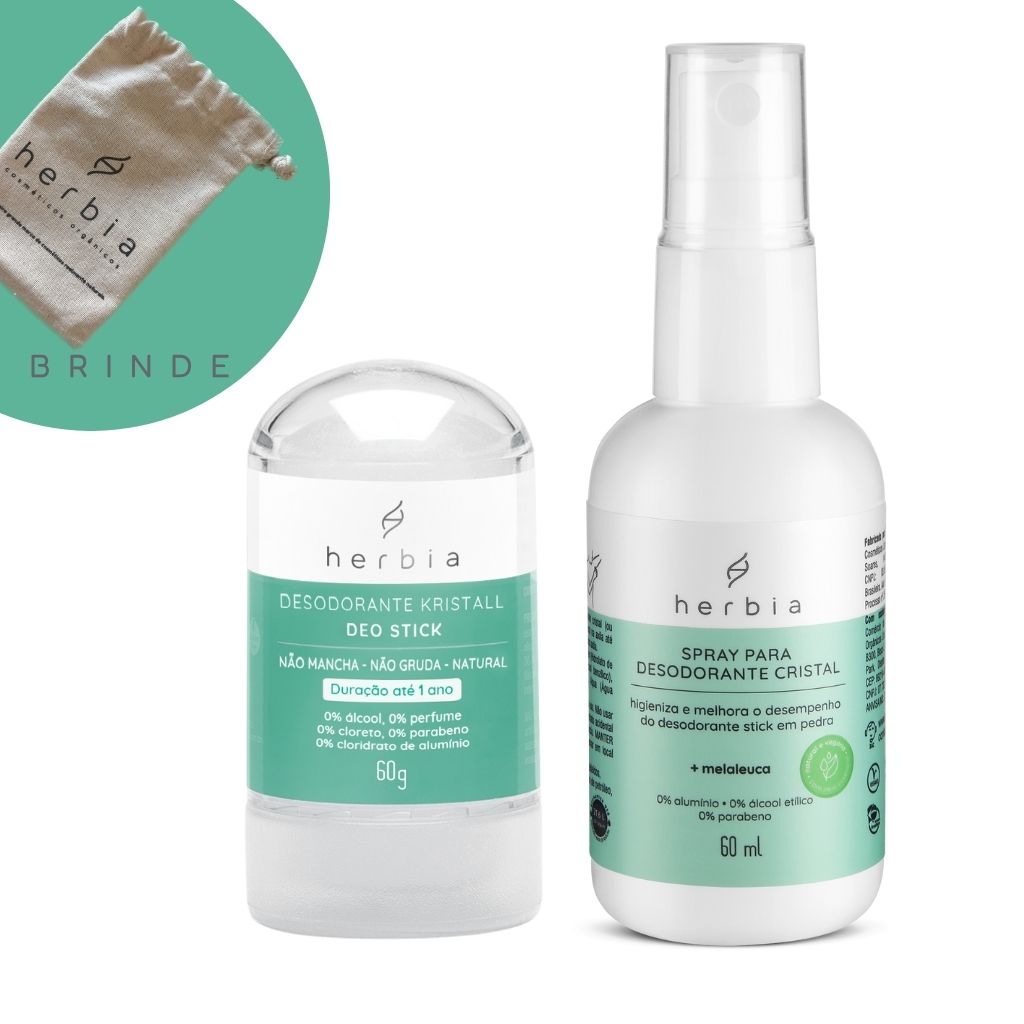 herbia
cosméticos orgânicos
BRINDE
herbia
DESODORANTE KRISTALL
DEO STICK
NÃO MANCHA - NÃO GRUDA - NATURAL
Duração até 1 ano
0% álcool, 0% perfume
0% cloreto, 0% parabeno
0% cloridrato de alumínio
60g
herbia
SPRAY PARA
DESODORANTE CRISTAL
higieniza e melhora o desempenho
do desodorante stick em pedra
+ melaleuca
natural e vegano
0% alumínio • 0% álcool etílico
0% parabeno
60 ml